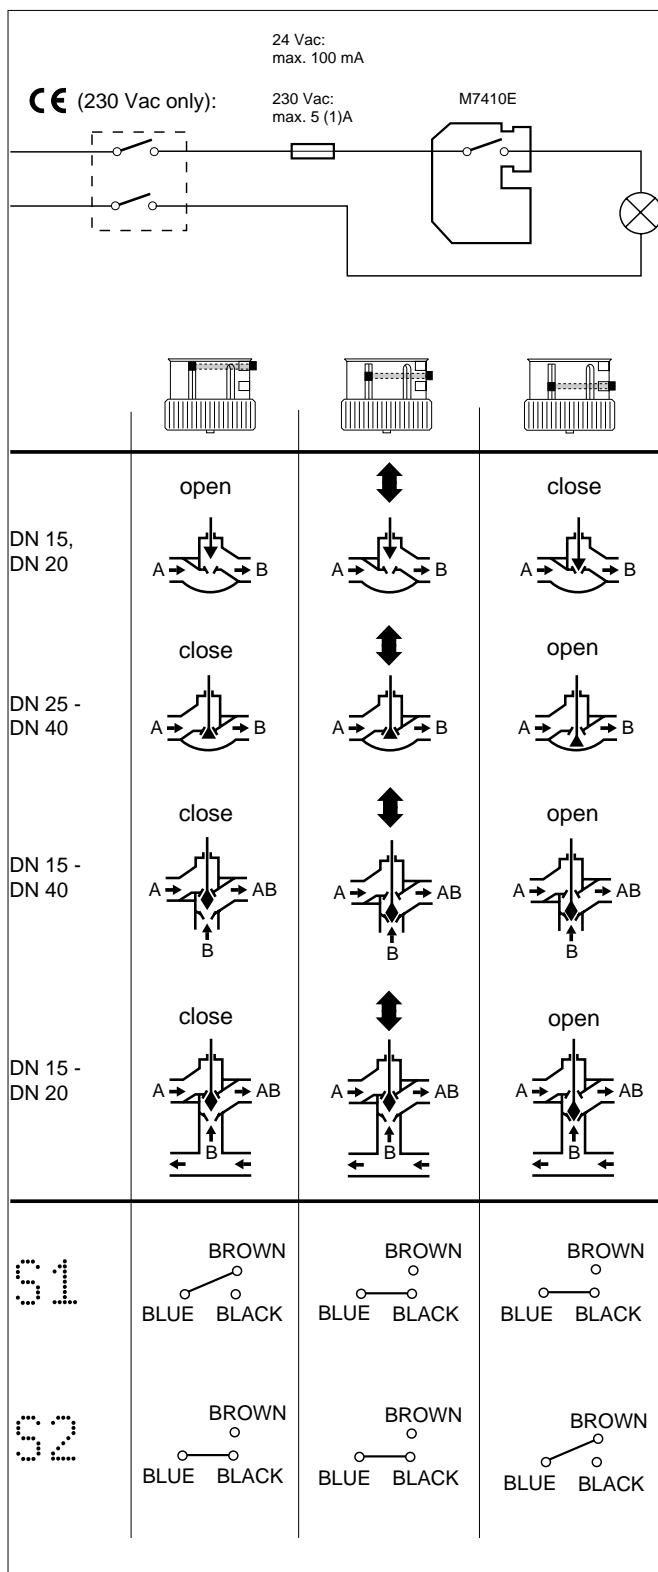 24 Vac:
max. 100 mA
CE (230 Vac only):
230 Vac:
max. 5 (1)A
M7410E
open
close
DN 15,
DN 20
A B A B A B
close
open
DN 25 -
DN 40
A B A B A B
close
open
DN 15 -
DN 40
A AB A AB A AB
B B B
close
open
DN 15 -
DN 20
A AB A AB A AB
B B B
S1
BROWN BROWN BROWN
BLUE BLACK BLUE BLACK BLUE BLACK
S2
BROWN BROWN BROWN
BLUE BLACK BLUE BLACK BLUE BLACK